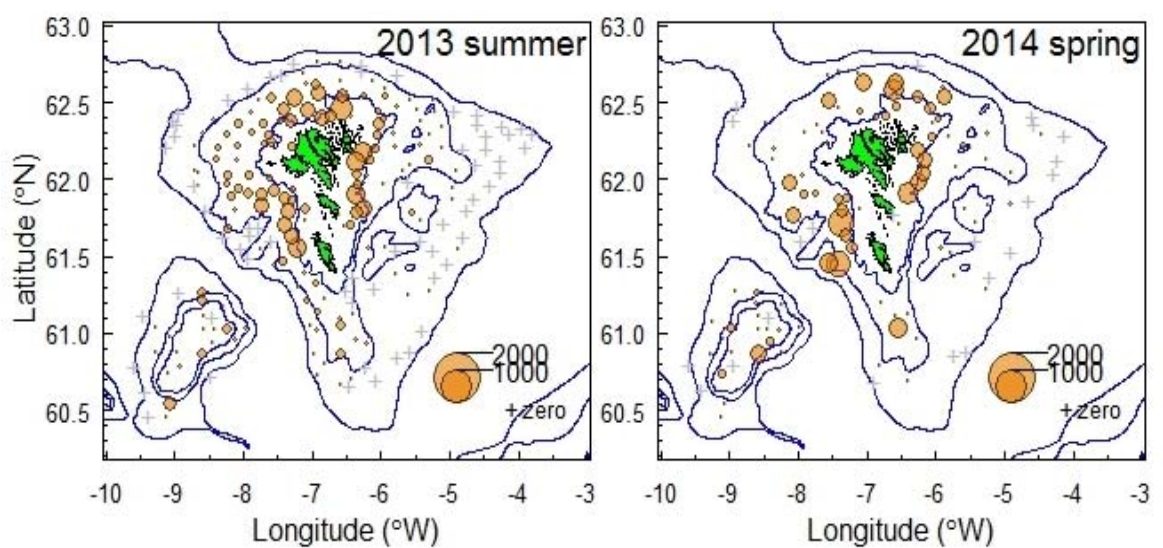 2013 summer
63.0
62.5
62.0
61.5
61.0
60.5
Latitude (°N)
2000
1000
+ zero
-10 -9 -8 -7 -6 -5 -4 -3
Longitude (°W)
2014 spring
63.0
62.5
62.0
61.5
61.0
60.5
2000
1000
+ zero
-10 -9 -8 -7 -6 -5 -4 -3
Longitude (°W)